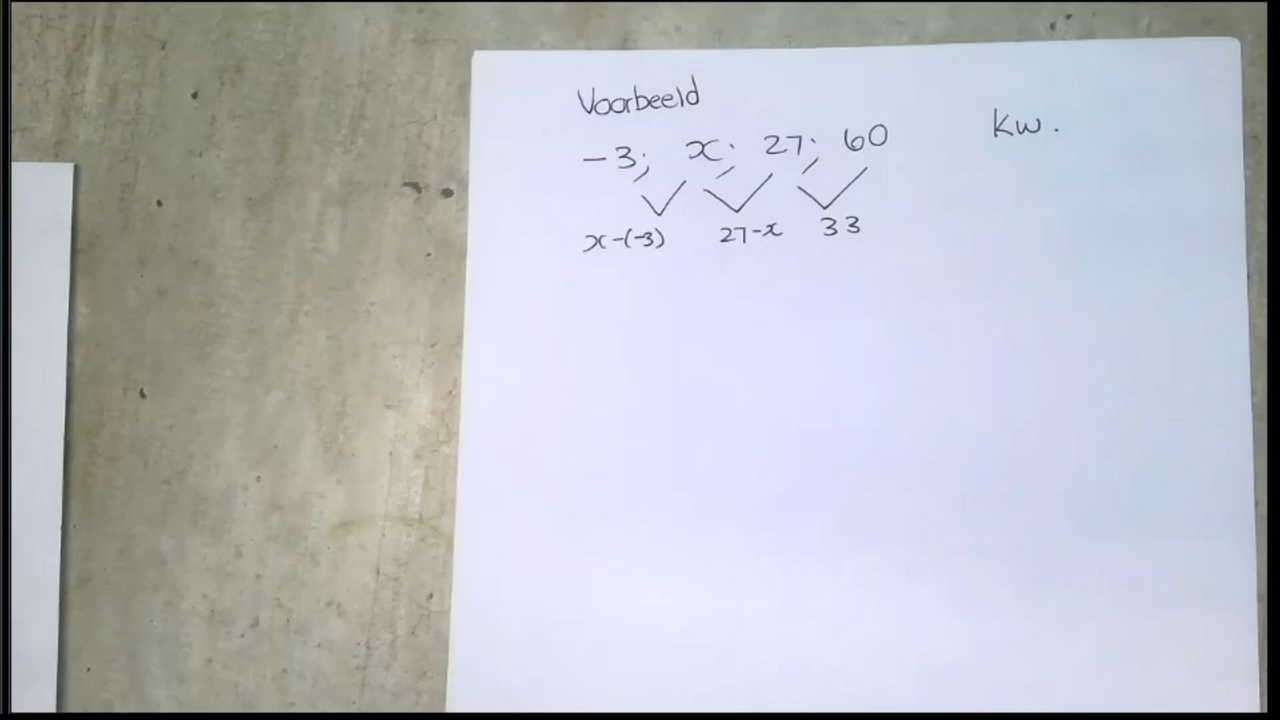 Voorbeeld
-3; x; 27; 60 kw.
x-(-3) 27-x 33